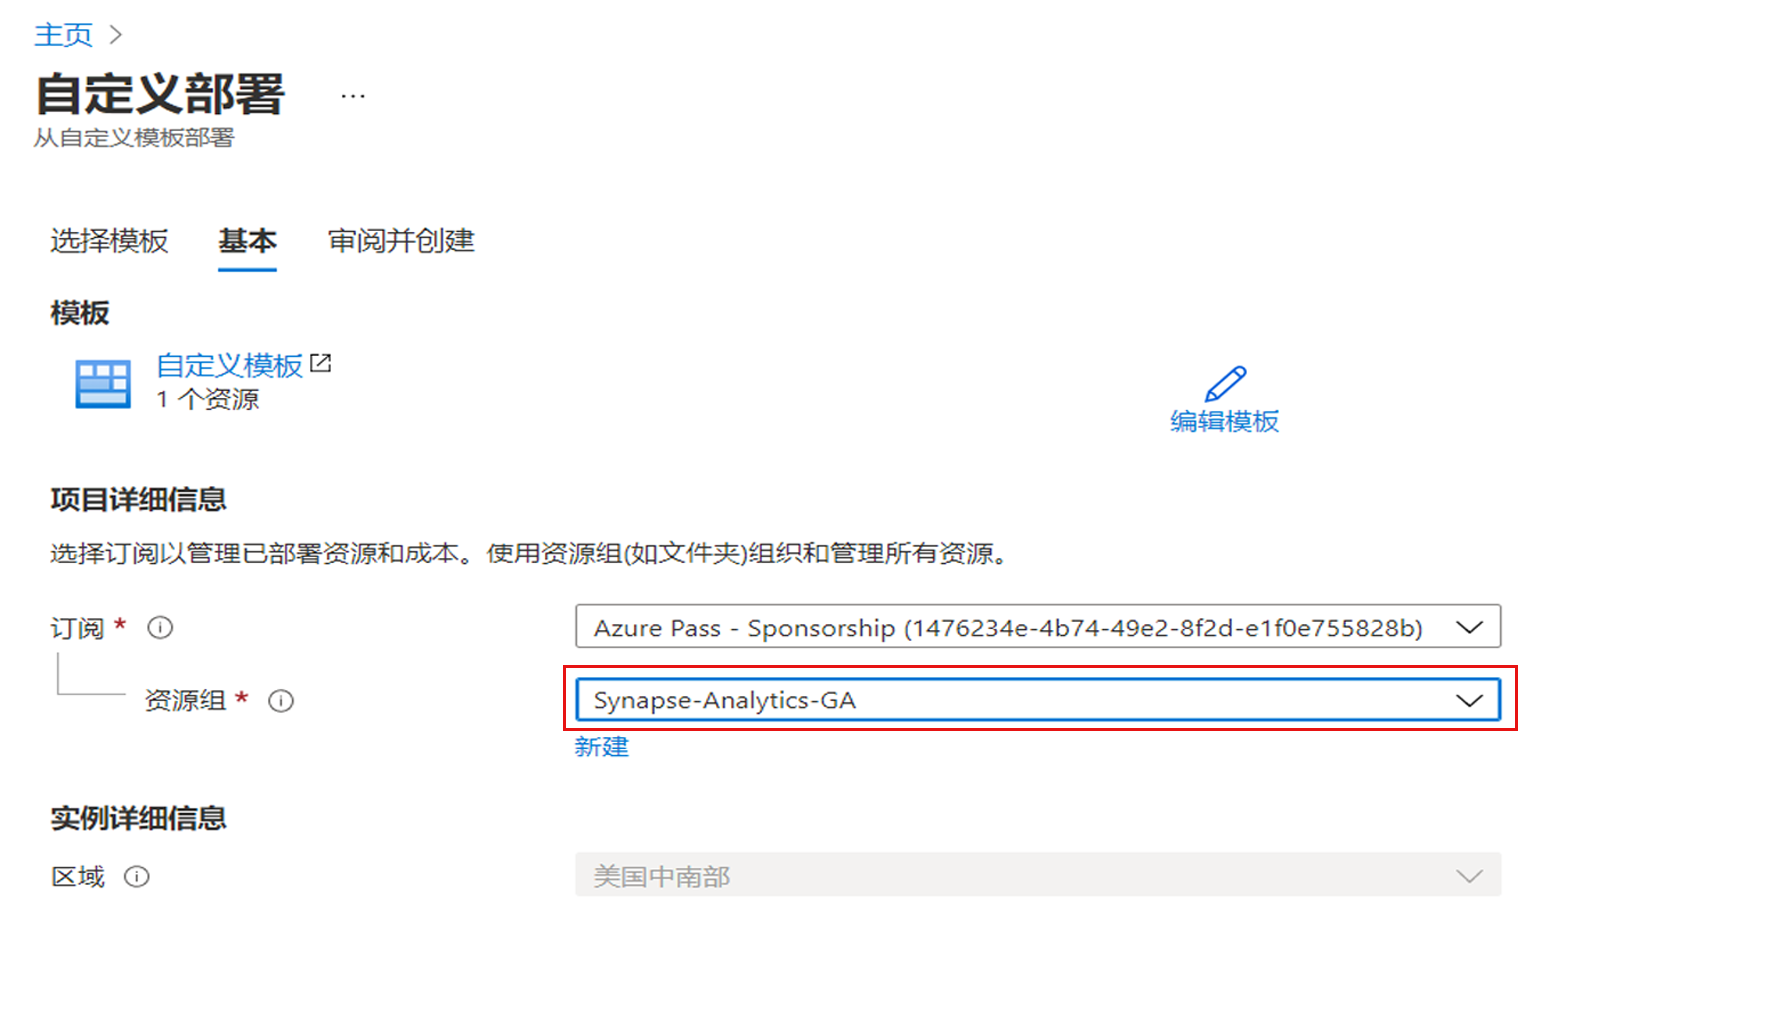 主页 >
自定义部署 ...
从自定义模板部署
选择模板 基本 审阅并创建
模板
自定义模板
1 个资源
编辑模板
项目详细信息
选择订阅以管理已部署资源和成本。使用资源组(如文件夹)组织和管理所有资源。
订阅 * Azure Pass - Sponsorship (1476234e-4b74-49e2-8f2d-e1f0e755828b)
资源组 * Synapse-Analytics-GA
新建
实例详细信息
区域 美国中南部